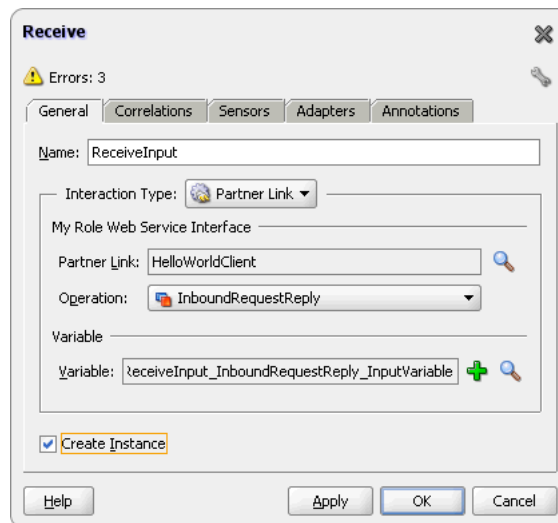 Receive
Errors: 3
General Correlations Sensors Adapters Annotations
Name: ReceiveInput
Interaction Type: Partner Link
My Role Web Service Interface
Partner Link: HelloWorldClient
Operation: InboundRequestReply
Variable
Variable: ReceiveInput_InboundRequestReply_InputVariable
Create Instance
Help Apply OK Cancel